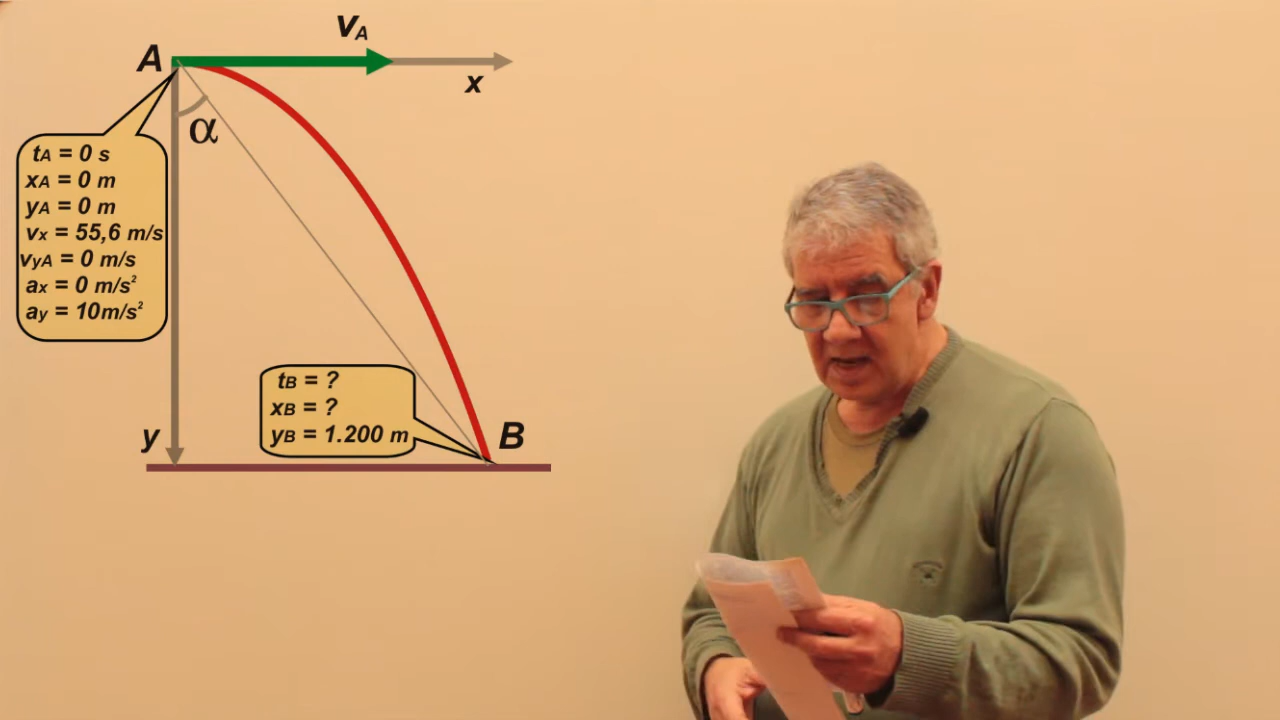 vA
A
x
α
tA = 0 s
xA = 0 m
yA = 0 m
vx = 55,6 m/s
vyA = 0 m/s
ax = 0 m/s²
ay = 10m/s²
tB = ?
xB = ?
yB = 1.200 m
y
B